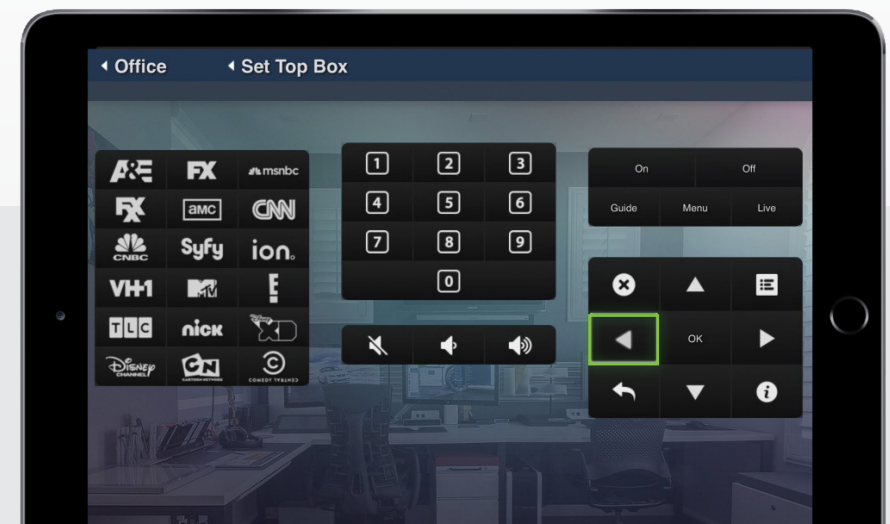 Office Set Top Box
A&E FX msnbc
FX aMC CNN
CNBC Syfy ion.
VH1 MTV E!
TLC nick Disney XD
Disney CHANNEL CN CARTOON NETWORK C COMEDY CENTRAL
1 2 3
4 5 6
7 8 9
0
On Off
Guide Menu Live
OK
i